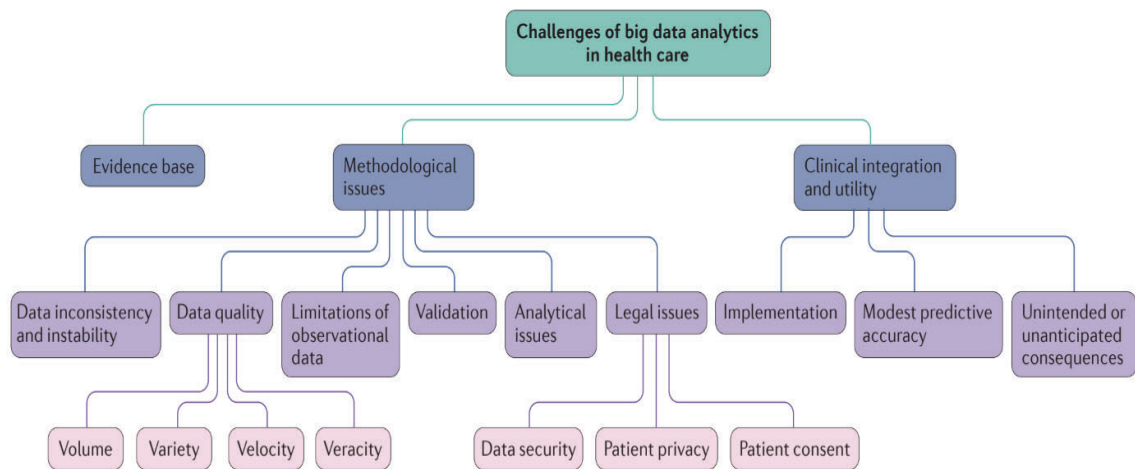 Challenges of big data analytics
in health care
Evidence base
Methodological
issues
Clinical integration
and utility
Data inconsistency
and instability
Data quality
Limitations of
observational
data
Validation
Analytical
issues
Legal issues
Implementation
Modest predictive
accuracy
Unintended or
unanticipated
consequences
Volume
Variety
Velocity
Veracity
Data security
Patient privacy
Patient consent